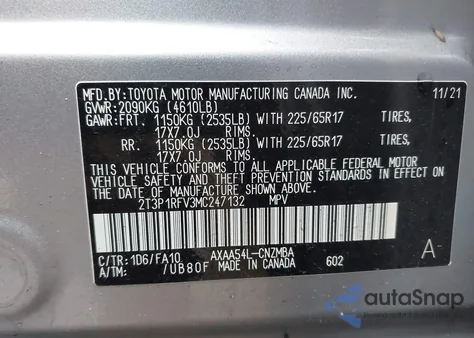 MFD.BY:TOYOTA MOTOR MANUFACTURING CANADA INC. 11/21
GVWR:2090KG (4610LB)
GAWR:FRT. 1150KG (2535LB) WITH 225/65R17 TIRES,
17X7.0J RIMS.
RR. 1150KG (2535LB) WITH 225/65R17 TIRES,
17X7.0J RIMS.
THIS VEHICLE CONFORMS TO ALL APPLICABLE FEDERAL MOTOR
VEHICLE SAFETY AND THEFT PREVENTION STANDARDS IN EFFECT
ON THE DATE OF MANUFACTURE SHOWN ABOVE.
2T3P1RFV3MC247132 MPV
C/TR:1D6/FA10 AXAA54L-CNZMBA A-
A/TM: /UB80F MADE IN CANADA 602
autoSnap